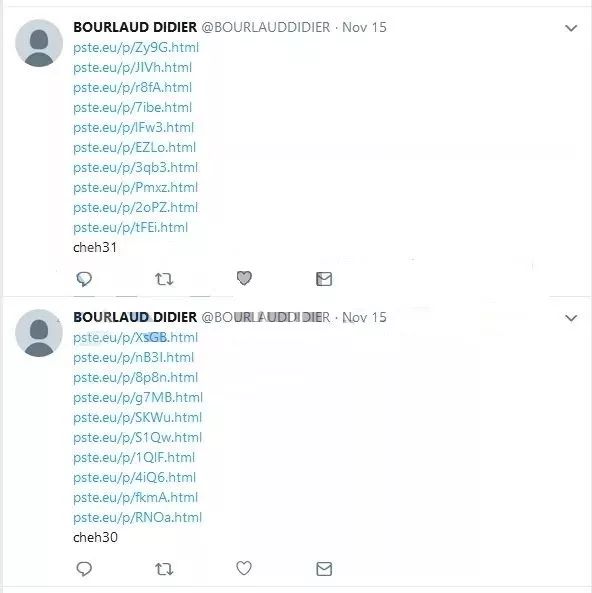 BOURLAUD DIDIER @BOURLAUDDIDIER · Nov 15
pste.eu/p/Zy9G.html
pste.eu/p/JIVh.html
pste.eu/p/r8fA.html
pste.eu/p/7ibe.html
pste.eu/p/lFw3.html
pste.eu/p/EZLo.html
pste.eu/p/3qb3.html
pste.eu/p/Pmxz.html
pste.eu/p/2oPZ.html
pste.eu/p/tFEi.html
cheh31
BOURLAUD DIDIER @BOURLAUDDIDIER · Nov 15
pste.eu/p/XsGB.html
pste.eu/p/nB3I.html
pste.eu/p/8p8n.html
pste.eu/p/g7MB.html
pste.eu/p/SKWu.html
pste.eu/p/S1Qw.html
pste.eu/p/1QIF.html
pste.eu/p/4iQ6.html
pste.eu/p/fkmA.html
pste.eu/p/RNOa.html
cheh30